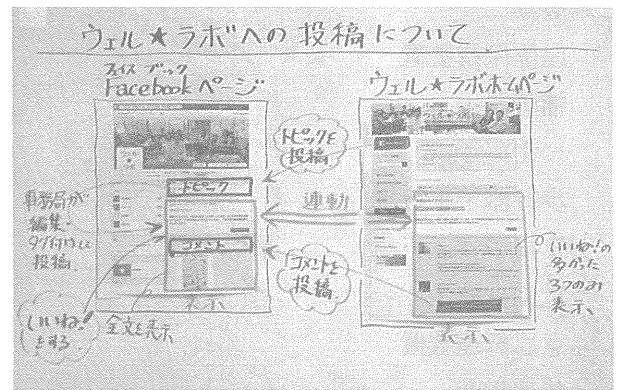 ウェル★ラボへの投稿について
フェイス ブック
Facebookページ
ウェル★ラボホームページ
トピックを
投稿
トピック
事務局が
編集・
タグ付けし
投稿
連動
コメント
コメントを
投稿
いいね!の
多かった
3つのみ
表示
いいね!
をする
全文を表示
表示
表示